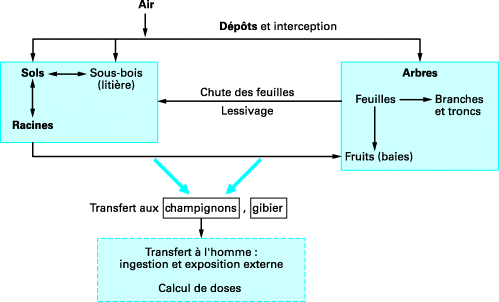 Air
Dépôts et interception
Sols
Sous-bois
(litière)
Racines
Chute des feuilles
Lessivage
Arbres
Feuilles
Branches
et troncs
Fruits (baies)
Transfert aux champignons , gibier
Transfert à l'homme :
ingestion et exposition externe
Calcul de doses